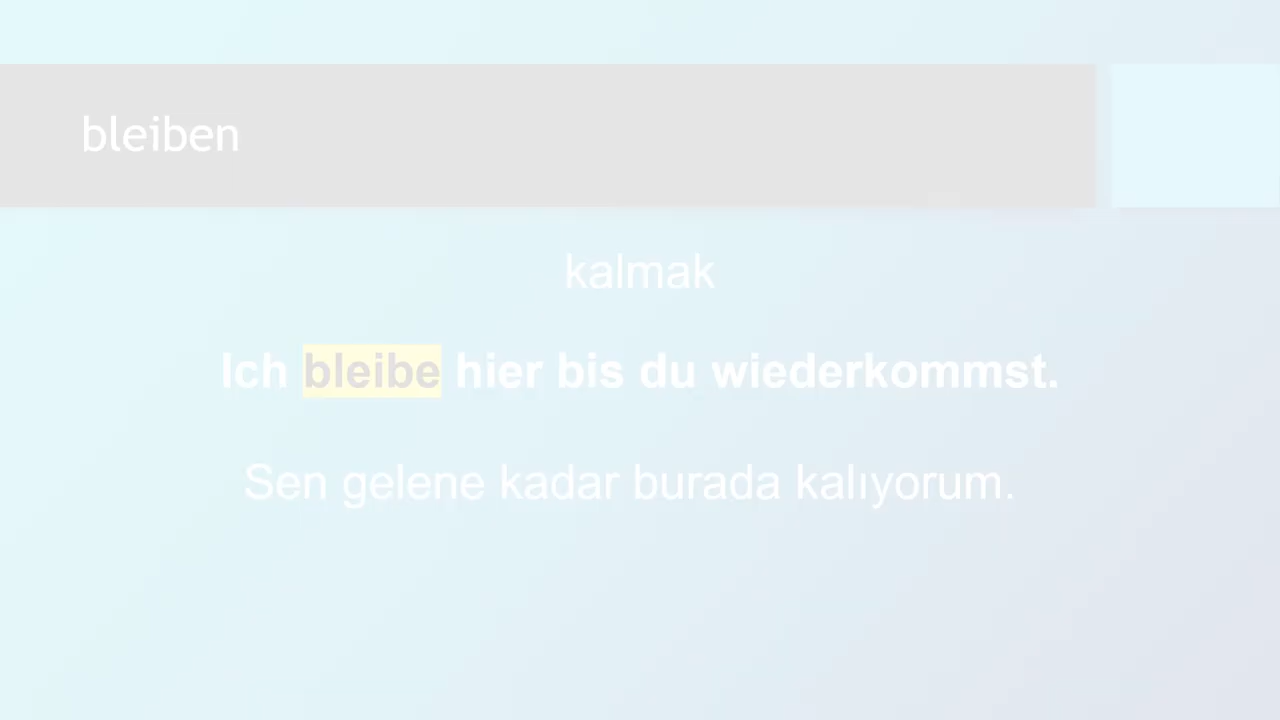 bleiben
kalmak
Ich bleibe hier bis du wiederkommst.
Sen gelene kadar burada kalıyorum.